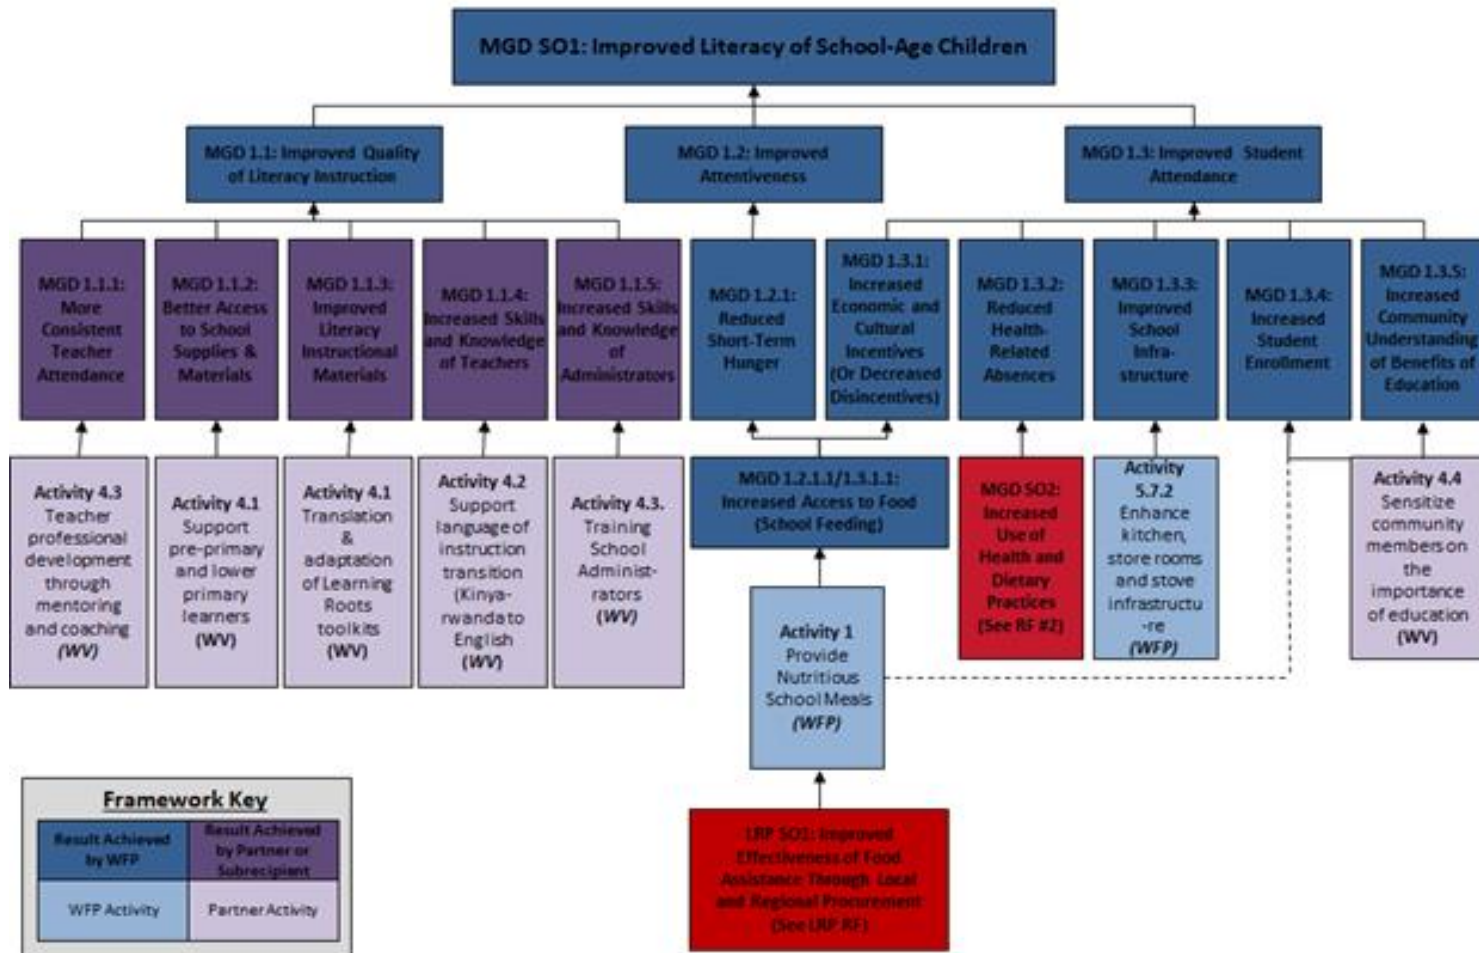 MGD SO1: Improved Literacy of School-Age Children
MGD 1.1: Improved Quality
of Literacy Instruction
MGD 1.2: Improved
Attentiveness
MGD 1.3: Improved Student
Attendance
MGD 1.1.1:
More
Consistent
Teacher
Attendance
MGD 1.1.2:
Better Access
to School
Supplies &
Materials
MGD 1.1.3:
Improved
Literacy
Instructional
Materials
MGD 1.1.4:
Increased Skills
and Knowledge
of Teachers
MGD 1.1.5:
Increased Skills
and Knowledge
of
Administrators
MGD 1.2.1:
Reduced
Short-Term
Hunger
MGD 1.3.1:
Increased
Economic and
Cultural
Incentives
(Or Decreased
Disincentives)
MGD 1.3.2:
Reduced
Health-
Related
Absences
MGD 1.3.3:
Improved
School
Infra-
structure
MGD 1.3.4:
Increased
Student
Enrollment
MGD 1.3.5:
Increased
Community
Understanding
of Benefits of
Education
Activity 4.3
Teacher
professional
development
through
mentoring
and coaching
(WV)
Activity 4.1
Support
pre-primary
and lower
primary
learners
(WV)
Activity 4.1
Translation
&
adaptation
of Learning
Roots
toolkits
(WV)
Activity 4.2
Support
language of
instruction
transition
(Kinya-
rwanda to
English
(WV)
Activity 4.3.
Training
School
Administ-
rators
(WV)
MGD 1.2.1.1/1.3.1.1:
Increased Access to Food
(School Feeding)
MGD SO2:
Increased
Use of
Health and
Dietary
Practices
(See RF #2)
Activity
5.7.2
Enhance
kitchen,
store rooms
and stove
infrastructu
-re
(WFP)
Activity 4.4
Sensitize
community
members on
the
importance
of education
(WV)
Activity 1
Provide
Nutritious
School Meals
(WFP)
LRP SO1: Improved
Effectiveness of Food
Assistance Through Local
and Regional Procurement
(See LRP RF)
Framework Key
Result Achieved
by WFP
Result Achieved
by Partner or
Subrecipient
WFP Activity
Partner Activity